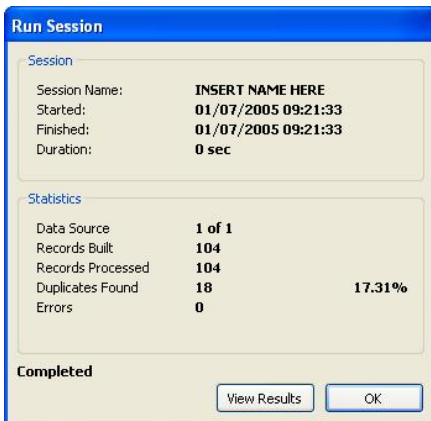 Run Session
Session
Session Name: INSERT NAME HERE
Started: 01/07/2005 09:21:33
Finished: 01/07/2005 09:21:33
Duration: 0 sec
Statistics
Data Source 1 of 1
Records Built 104
Records Processed 104
Duplicates Found 18 17.31%
Errors 0
Completed
View Results OK